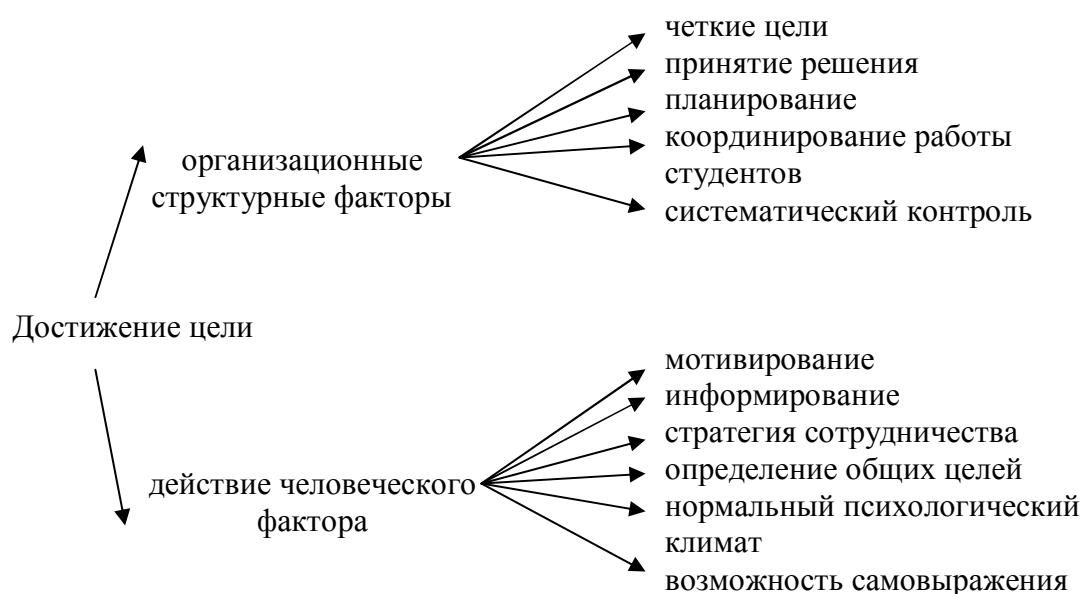 четкие цели
принятие решения
планирование
координирование работы
студентов
систематический контроль
организационные
структурные факторы
Достижение цели
мотивирование
информирование
стратегия сотрудничества
определение общих целей
нормальный психологический
климат
возможность самовыражения
действие человеческого
фактора